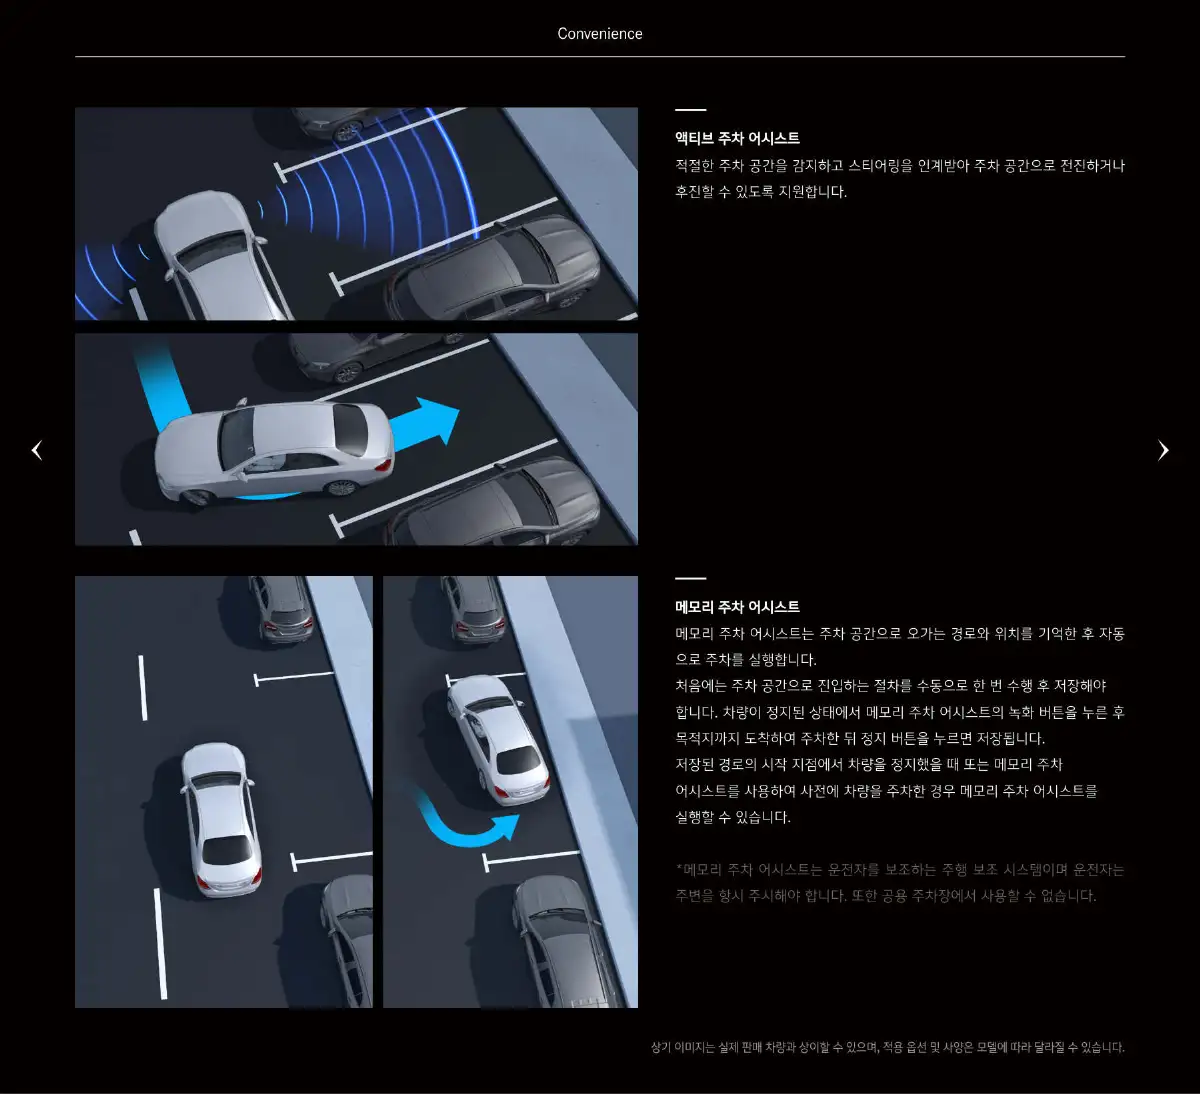 Convenience
액티브 주차 어시스트
적절한 주차 공간을 감지하고 스티어링을 인계받아 주차 공간으로 전진하거나
후진할 수 있도록 지원합니다.
메모리 주차 어시스트
메모리 주차 어시스트는 주차 공간으로 오가는 경로와 위치를 기억한 후 자동
으로 주차를 실행합니다.
처음에는 주차 공간으로 진입하는 절차를 수동으로 한 번 수행 후 저장해야
합니다. 차량이 정지된 상태에서 메모리 주차 어시스트의 녹화 버튼을 누른 후
목적지까지 도착하여 주차한 뒤 정지 버튼을 누르면 저장됩니다.
저장된 경로의 시작 지점에서 차량을 정지했을 때 또는 메모리 주차
어시스트를 사용하여 사전에 차량을 주차한 경우 메모리 주차 어시스트를
실행할 수 있습니다.
*메모리 주차 어시스트는 운전자를 보조하는 주행 보조 시스템이며 운전자는
주변을 항시 주시해야 합니다. 또한 공용 주차장에서 사용할 수 없습니다.
상기 이미지는 실제 판매 차량과 상이할 수 있으며, 적용 옵션 및 사양은 모델에 따라 달라질 수 있습니다.